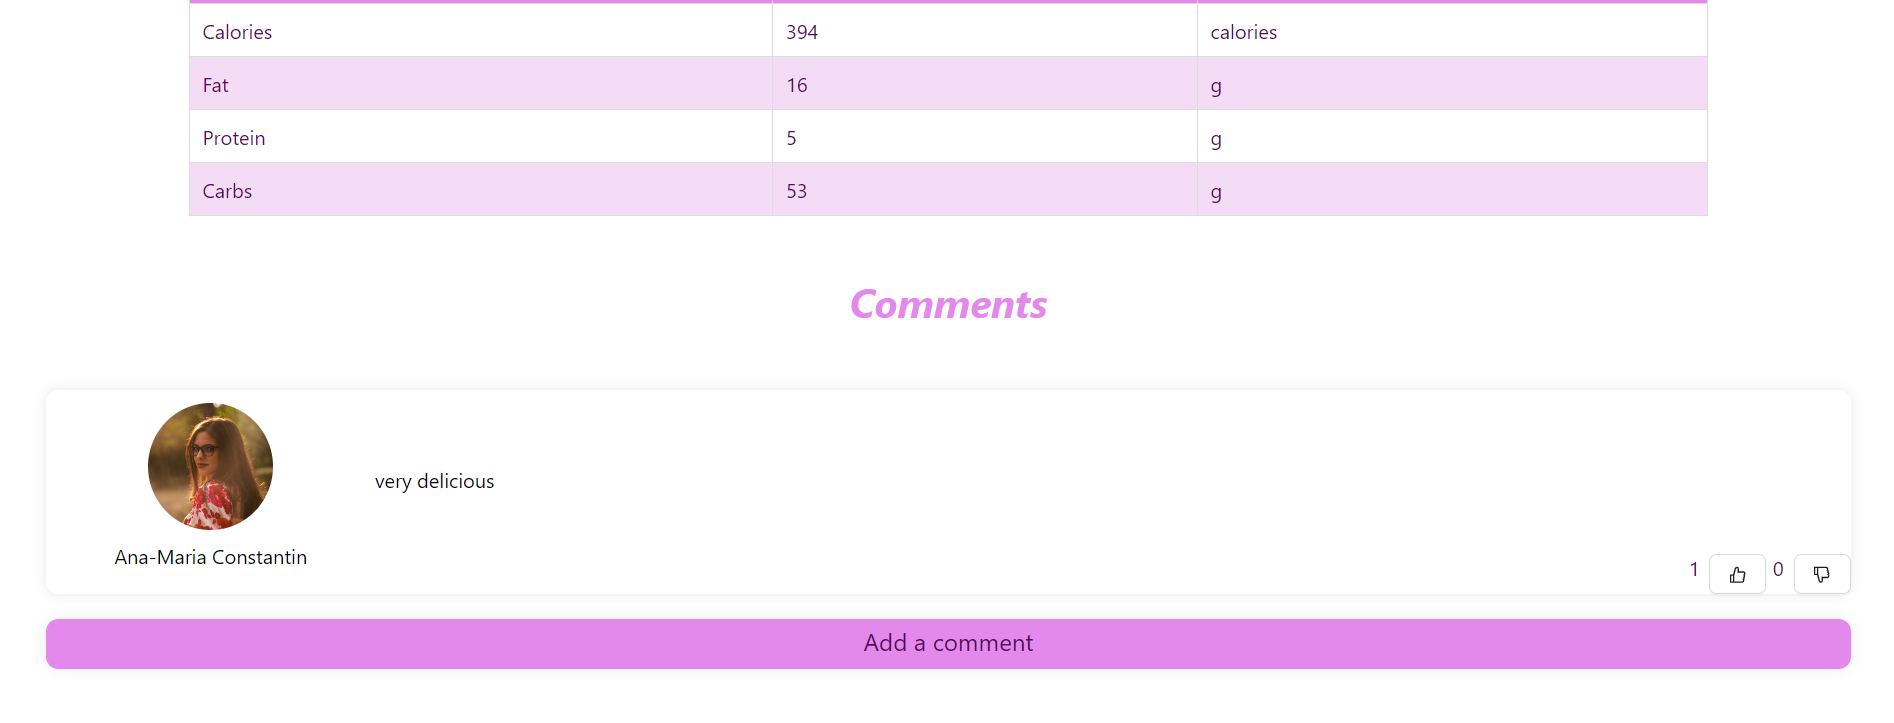 Calories 394 calories
Fat 16 g
Protein 5 g
Carbs 53 g
Comments
very delicious
Ana-Maria Constantin
1 0
Add a comment